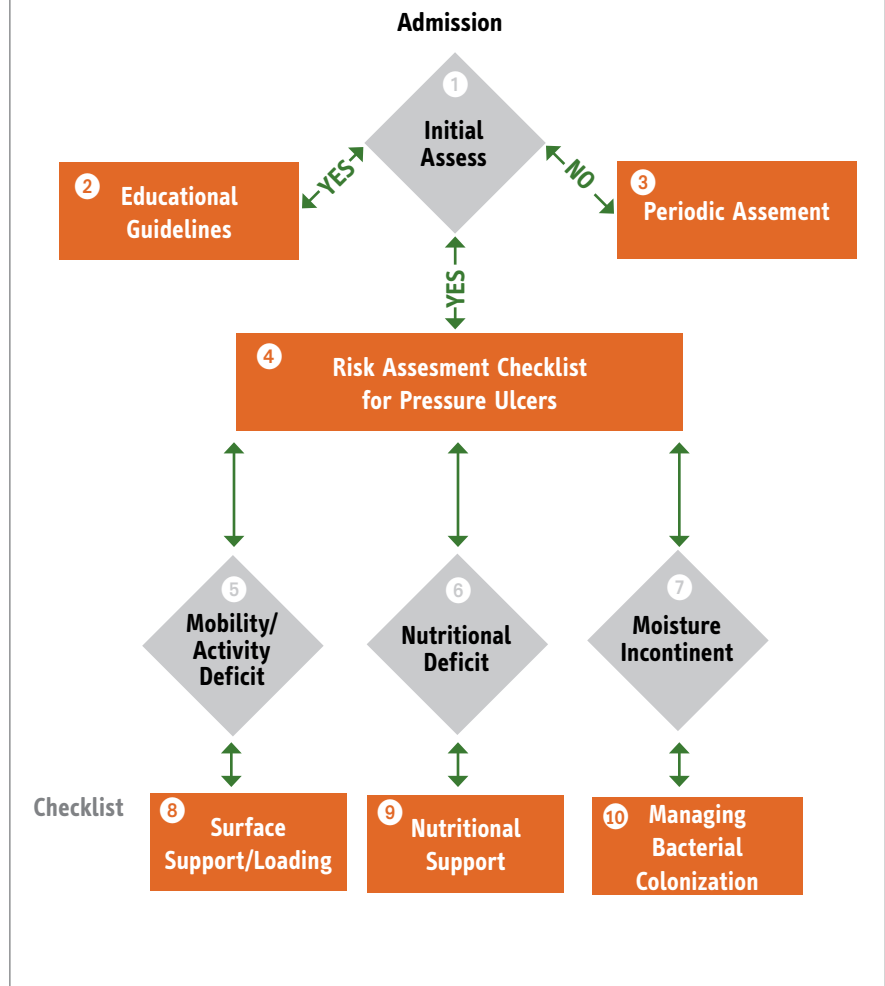 Admission
1
Initial
Assess
YES
NO
2
Educational
Guidelines
3
Periodic Assement
YES
4
Risk Assesment Checklist
for Pressure Ulcers
5
Mobility/
Activity
Deficit
6
Nutritional
Deficit
7
Moisture
Incontinent
Checklist
8
Surface
Support/Loading
9
Nutritional
Support
10
Managing
Bacterial
Colonization